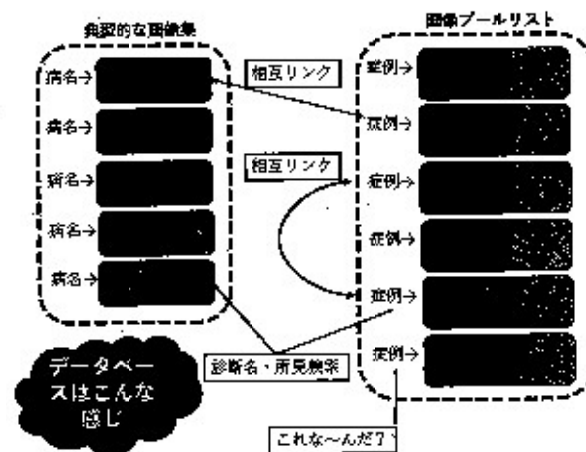 典型的な画像集
病名→
病名→
病名→
病名→
病名→
相互リンク
相互リンク
画像プールリスト
症例→
症例→
症例→
症例→
症例→
症例→
診断名・所見検索
これな～んだ？
データベー
スはこんな
感じ